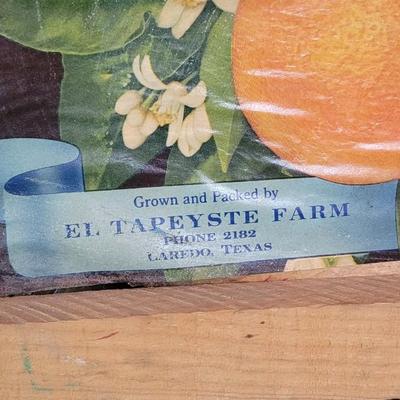 Grown and Packed by
EL TAPEYSTE FARM
PHONE 2182
LAREDO, TEXAS